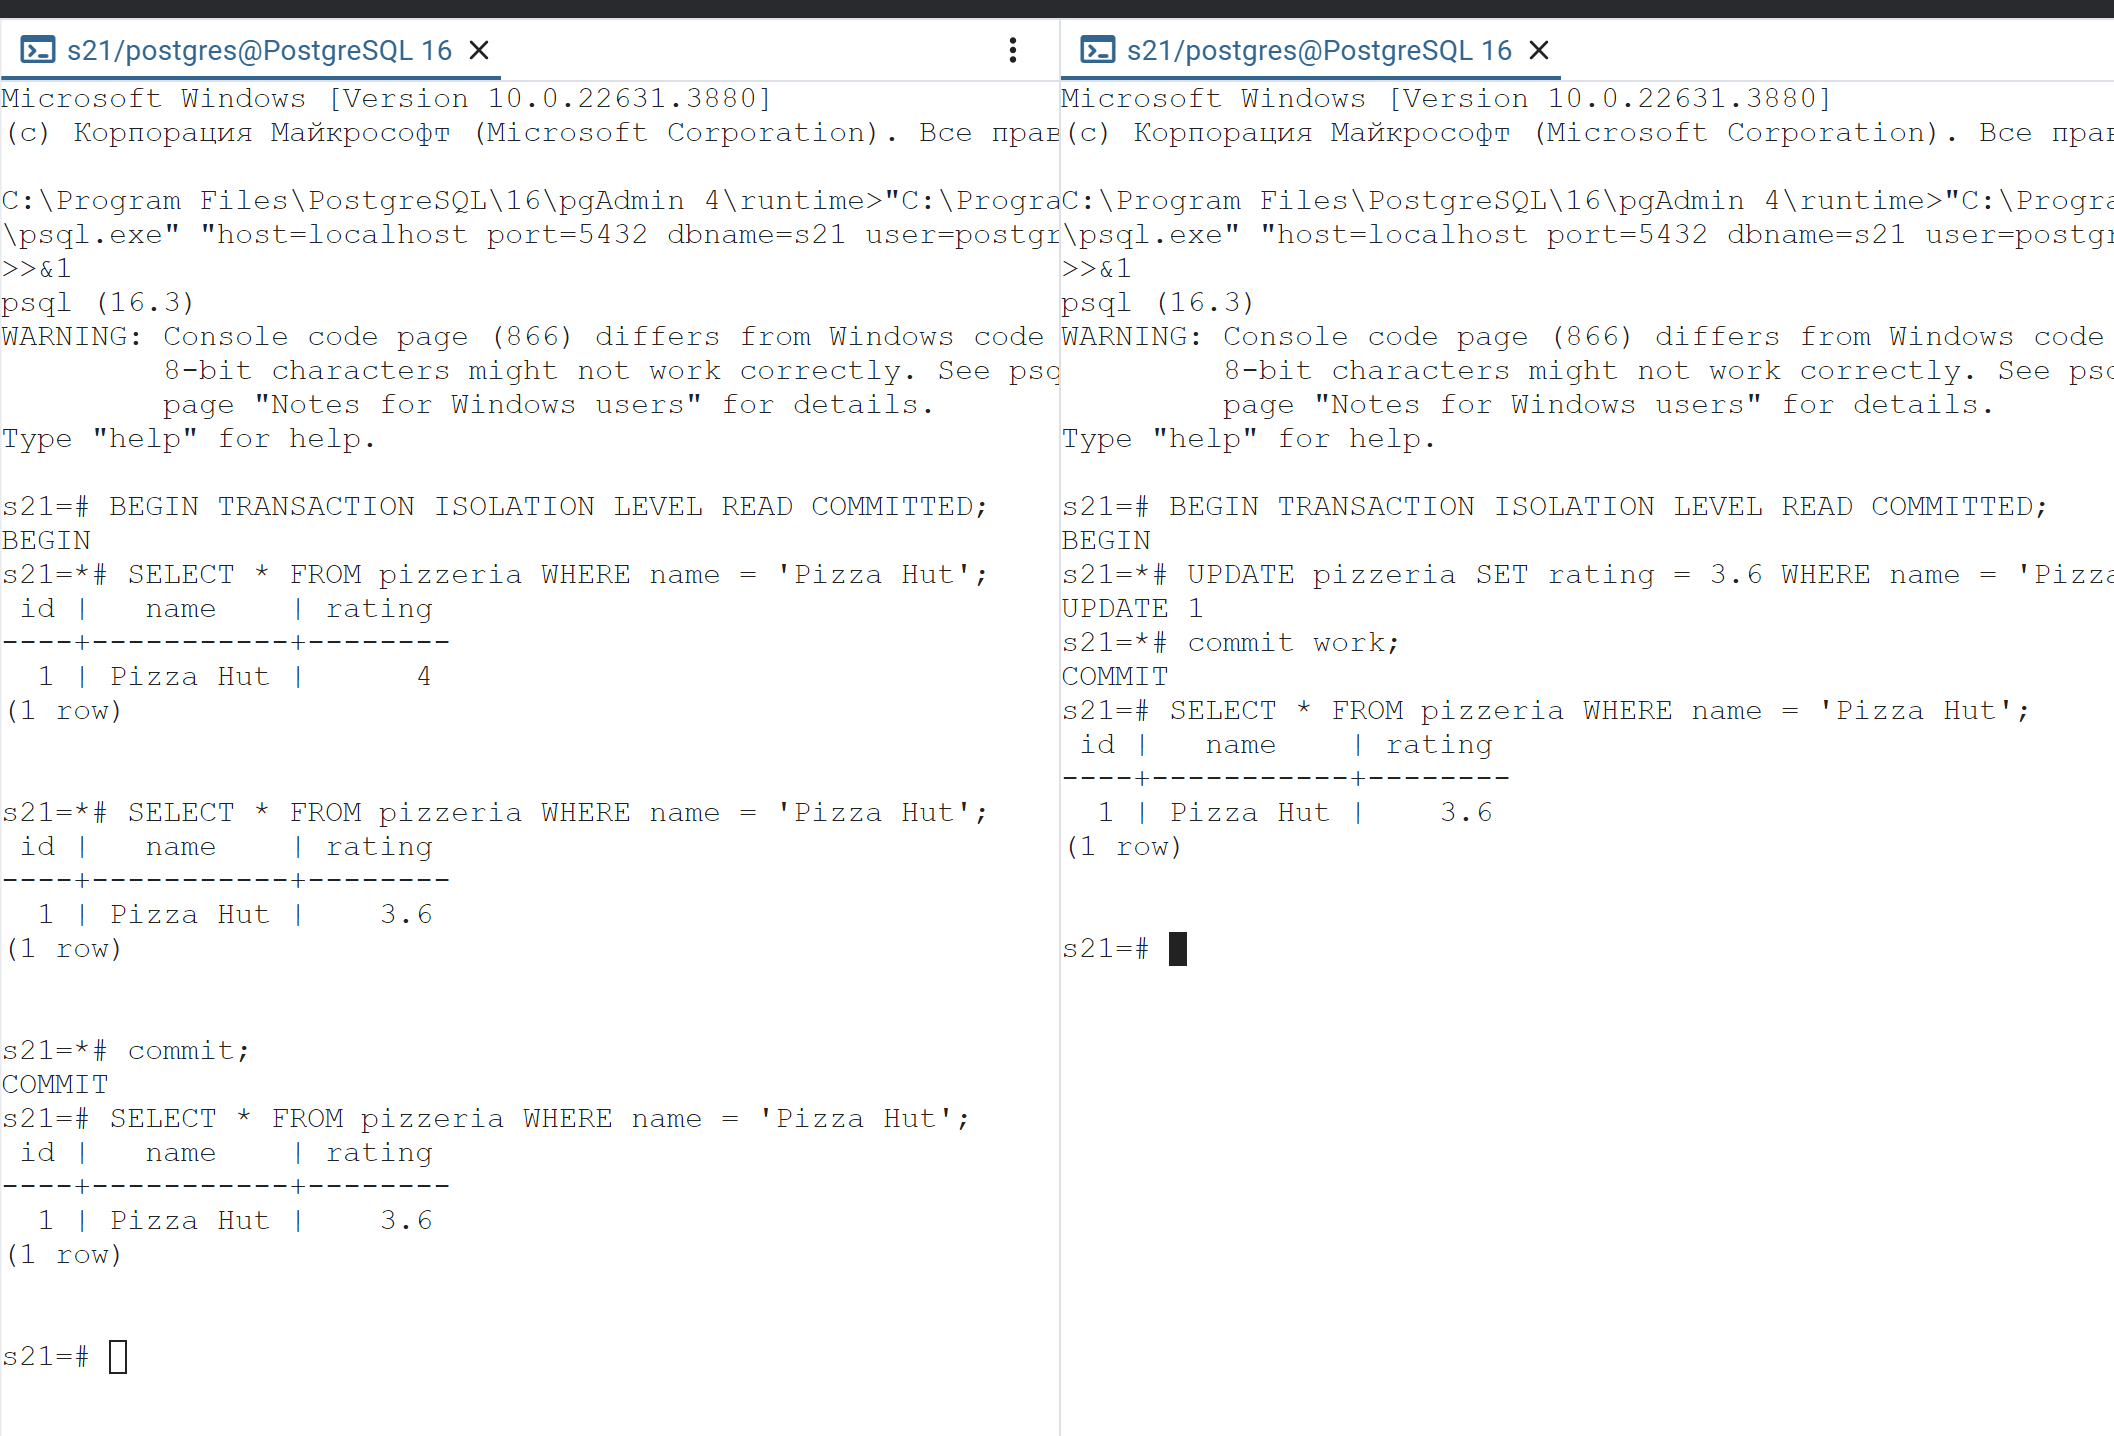 s21/postgres@PostgreSQL 16
Microsoft Windows [Version 10.0.22631.3880]
(c) Корпорация Майкрософт (Microsoft Corporation). Все прав

C:\Program Files\PostgreSQL\16\pgAdmin 4\runtime>"C:\Progra
\psql.exe" "host=localhost port=5432 dbname=s21 user=postgr
>>&1
psql (16.3)
WARNING: Console code page (866) differs from Windows code
         8-bit characters might not work correctly. See psq
         page "Notes for Windows users" for details.
Type "help" for help.

s21=# BEGIN TRANSACTION ISOLATION LEVEL READ COMMITTED;
BEGIN
s21=*# SELECT * FROM pizzeria WHERE name = 'Pizza Hut';
 id |   name    | rating
----+-----------+--------
  1 | Pizza Hut |      4
(1 row)

s21=*# SELECT * FROM pizzeria WHERE name = 'Pizza Hut';
 id |   name    | rating
----+-----------+--------
  1 | Pizza Hut |    3.6
(1 row)

s21=*# commit;
COMMIT
s21=# SELECT * FROM pizzeria WHERE name = 'Pizza Hut';
 id |   name    | rating
----+-----------+--------
  1 | Pizza Hut |    3.6
(1 row)

s21=#
s21/postgres@PostgreSQL 16
Microsoft Windows [Version 10.0.22631.3880]
(c) Корпорация Майкрософт (Microsoft Corporation). Все прав

C:\Program Files\PostgreSQL\16\pgAdmin 4\runtime>"C:\Progra
\psql.exe" "host=localhost port=5432 dbname=s21 user=postgr
>>&1
psql (16.3)
WARNING: Console code page (866) differs from Windows code
         8-bit characters might not work correctly. See psq
         page "Notes for Windows users" for details.
Type "help" for help.

s21=# BEGIN TRANSACTION ISOLATION LEVEL READ COMMITTED;
BEGIN
s21=*# UPDATE pizzeria SET rating = 3.6 WHERE name = 'Pizza
UPDATE 1
s21=*# commit work;
COMMIT
s21=# SELECT * FROM pizzeria WHERE name = 'Pizza Hut';
 id |   name    | rating
----+-----------+--------
  1 | Pizza Hut |    3.6
(1 row)

s21=#